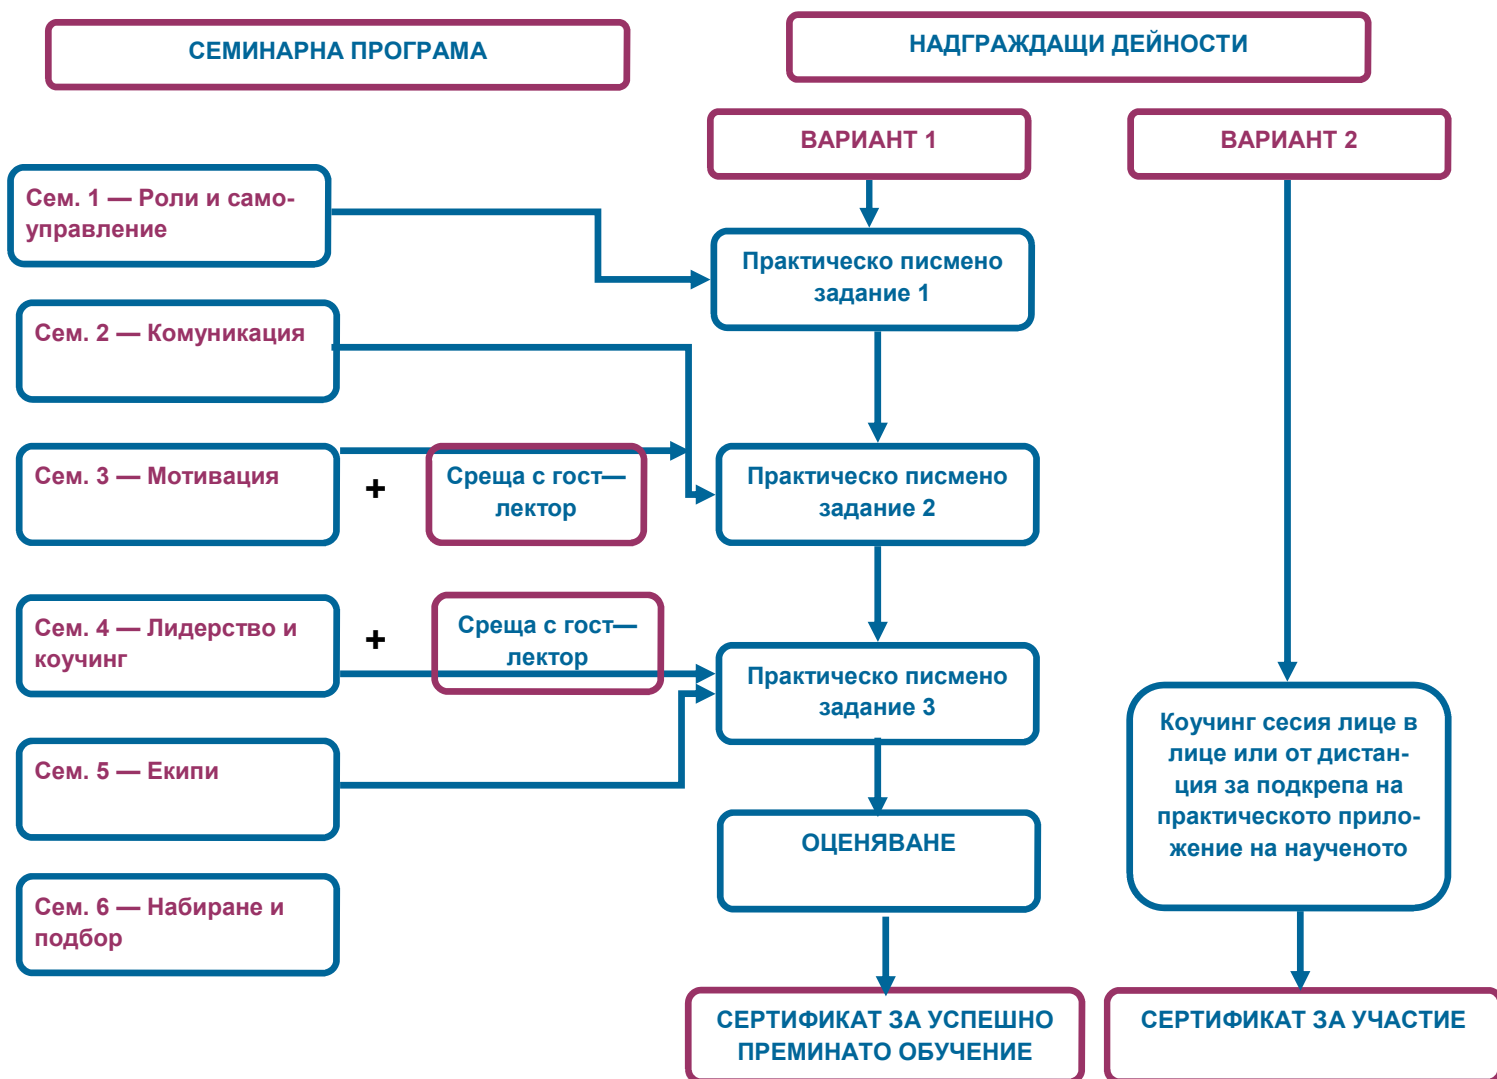 СЕМИНАРНА ПРОГРАМА
НАДГРАЖДАЩИ ДЕЙНОСТИ
ВАРИАНТ 1
ВАРИАНТ 2
Сем. 1 — Роли и само-
управление
Практическо писмено
задание 1
Сем. 2 — Комуникация
Сем. 3 — Мотивация
+
Среща с гост—
лектор
Практическо писмено
задание 2
Сем. 4 — Лидерство и
коучинг
+
Среща с гост—
лектор
Практическо писмено
задание 3
Сем. 5 — Екипи
Коучинг сесия лице в
лице или от дистан-
ция за подкрепа на
практическото прило-
жение на наученото
ОЦЕНЯВАНЕ
Сем. 6 — Набиране и
подбор
СЕРТИФИКАТ ЗА УСПЕШНО
ПРЕМИНАТО ОБУЧЕНИЕ
СЕРТИФИКАТ ЗА УЧАСТИЕ